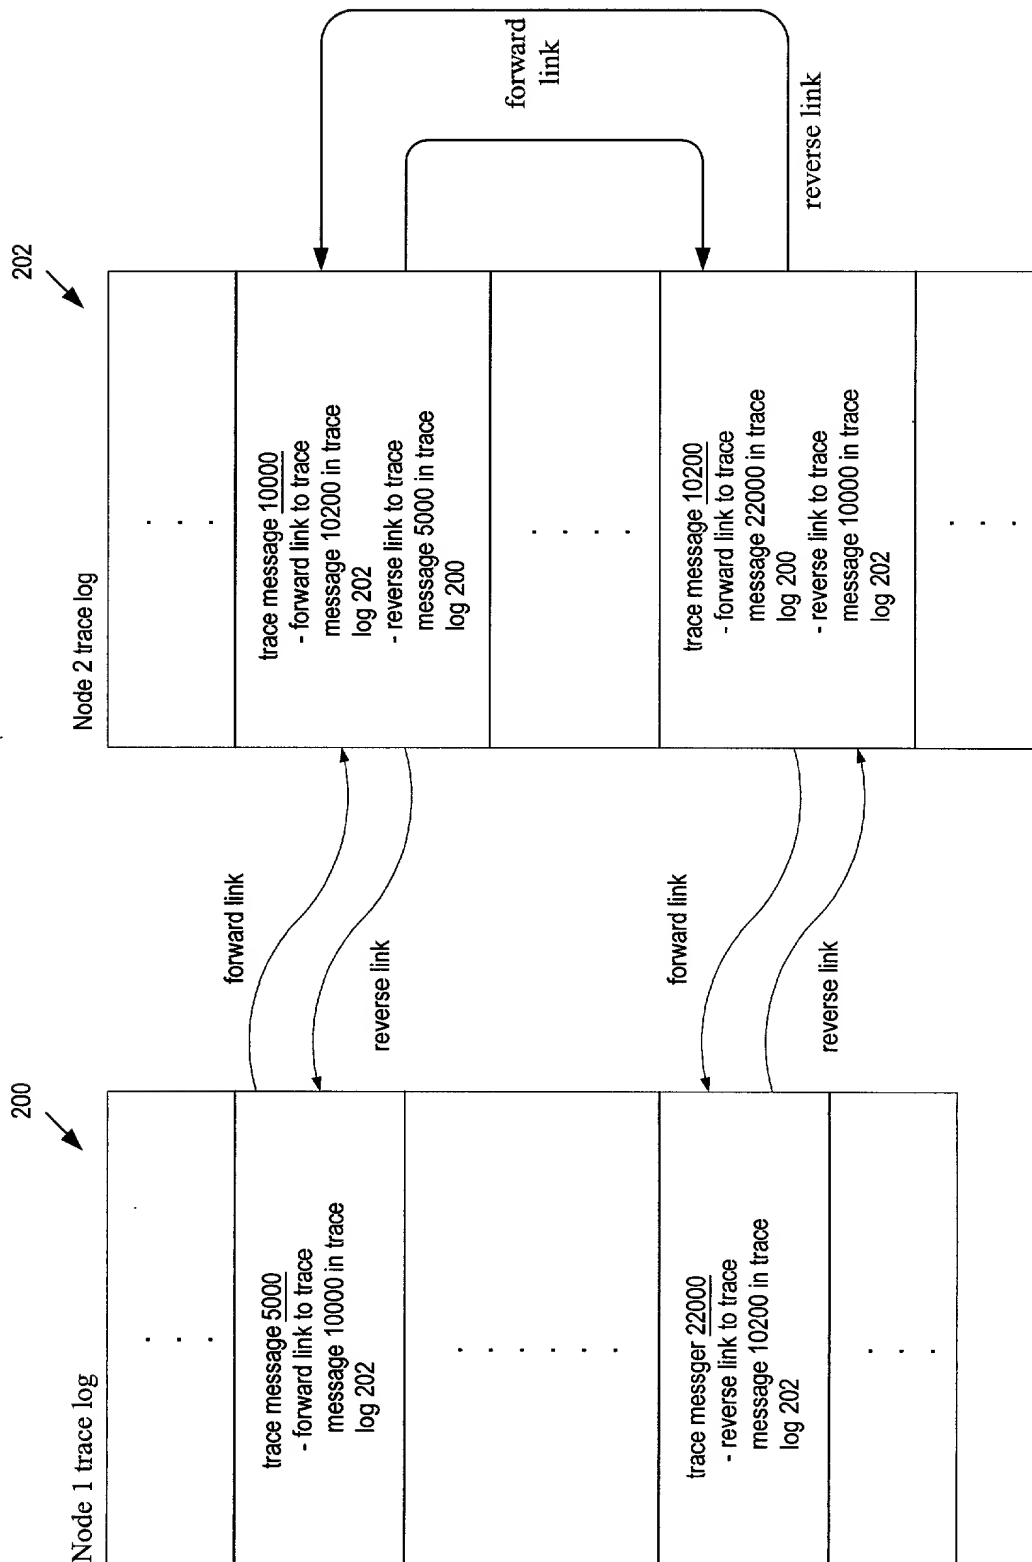 Node 1 trace log
200
. . .
trace message 5000
- forward link to trace
message 10000 in trace
log 202
. . . . . .
trace messger 22000
- reverse link to trace
message 10200 in trace
log 202
. . .
forward link
reverse link
forward link
reverse link
Node 2 trace log
202
. . .
trace message 10000
- forward link to trace
message 10200 in trace
log 202
- reverse link to trace
message 5000 in trace
log 200
. . . .
trace message 10200
- forward link to trace
message 22000 in trace
log 200
- reverse link to trace
message 10000 in trace
log 202
. . .
forward
link
reverse link